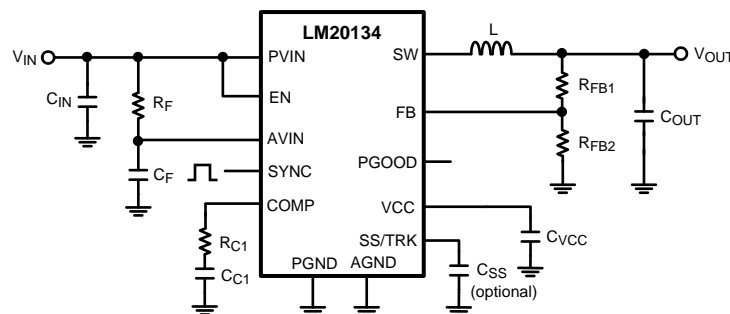 LM20134
VIN
PVIN
SW
L
VOUT
CIN
RF
EN
RFB1
FB
COUT
AVIN
RFB2
CF
SYNC
PGOOD
COMP
VCC
RC1
SS/TRK
CVCC
CC1
PGND
AGND
CSS
(optional)